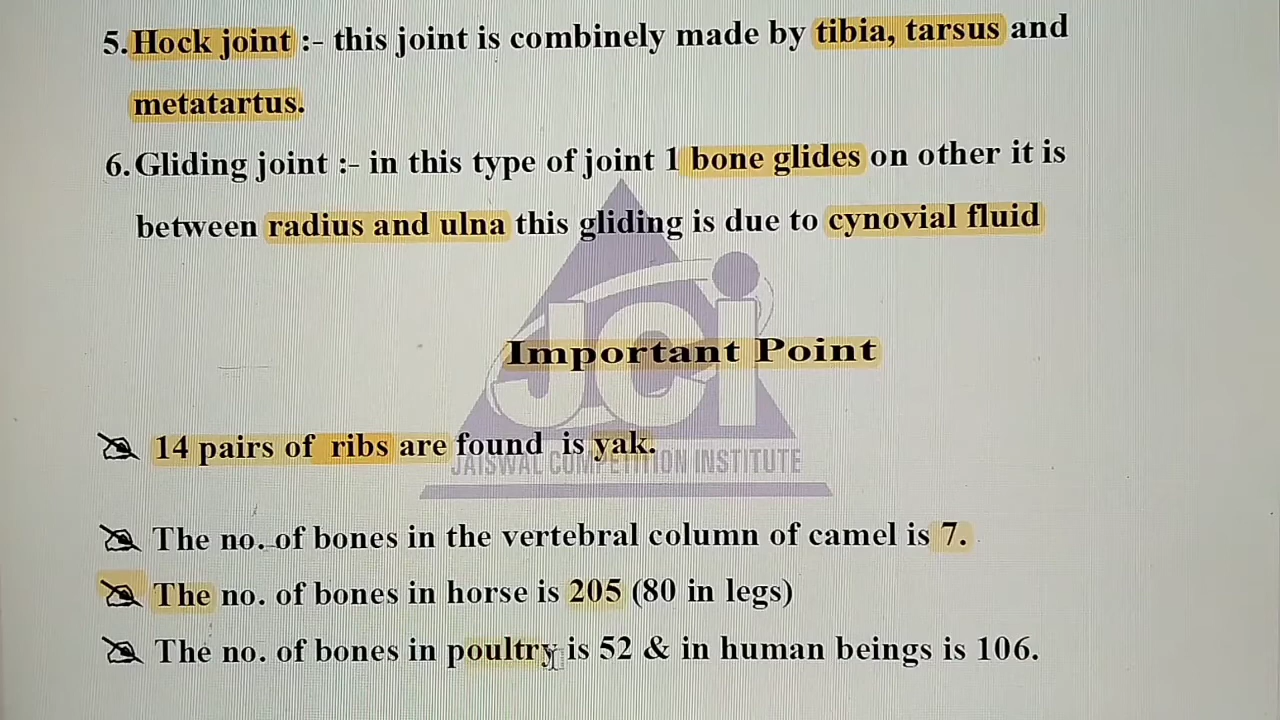 5. Hock joint :- this joint is combinely made by tibia, tarsus and
metatartus.
6. Gliding joint :- in this type of joint 1 bone glides on other it is
between radius and ulna this gliding is due to cynovial fluid
JCI
Important Point
14 pairs of ribs are found is yak.
JAISWAL COMPETITION INSTITUTE
The no. of bones in the vertebral column of camel is 7.
The no. of bones in horse is 205 (80 in legs)
The no. of bones in poultry is 52 & in human beings is 106.